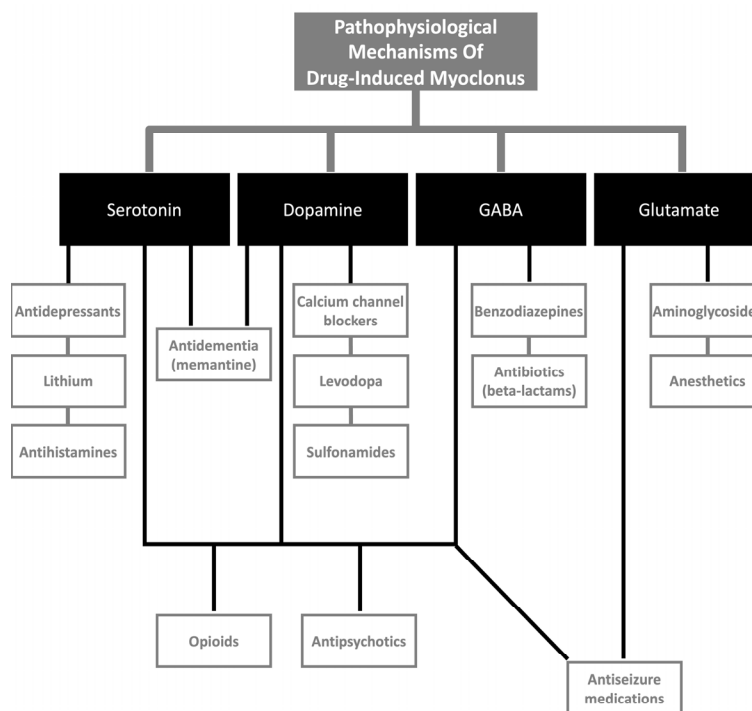 Pathophysiological
Mechanisms Of
Drug-Induced Myoclonus
Serotonin
Dopamine
GABA
Glutamate
Antidepressants
Lithium
Antihistamines
Antidementia
(memantine)
Calcium channel
blockers
Levodopa
Sulfonamides
Benzodiazepines
Antibiotics
(beta-lactams)
Aminoglycoside
Anesthetics
Opioids
Antipsychotics
Antiseizure
medications